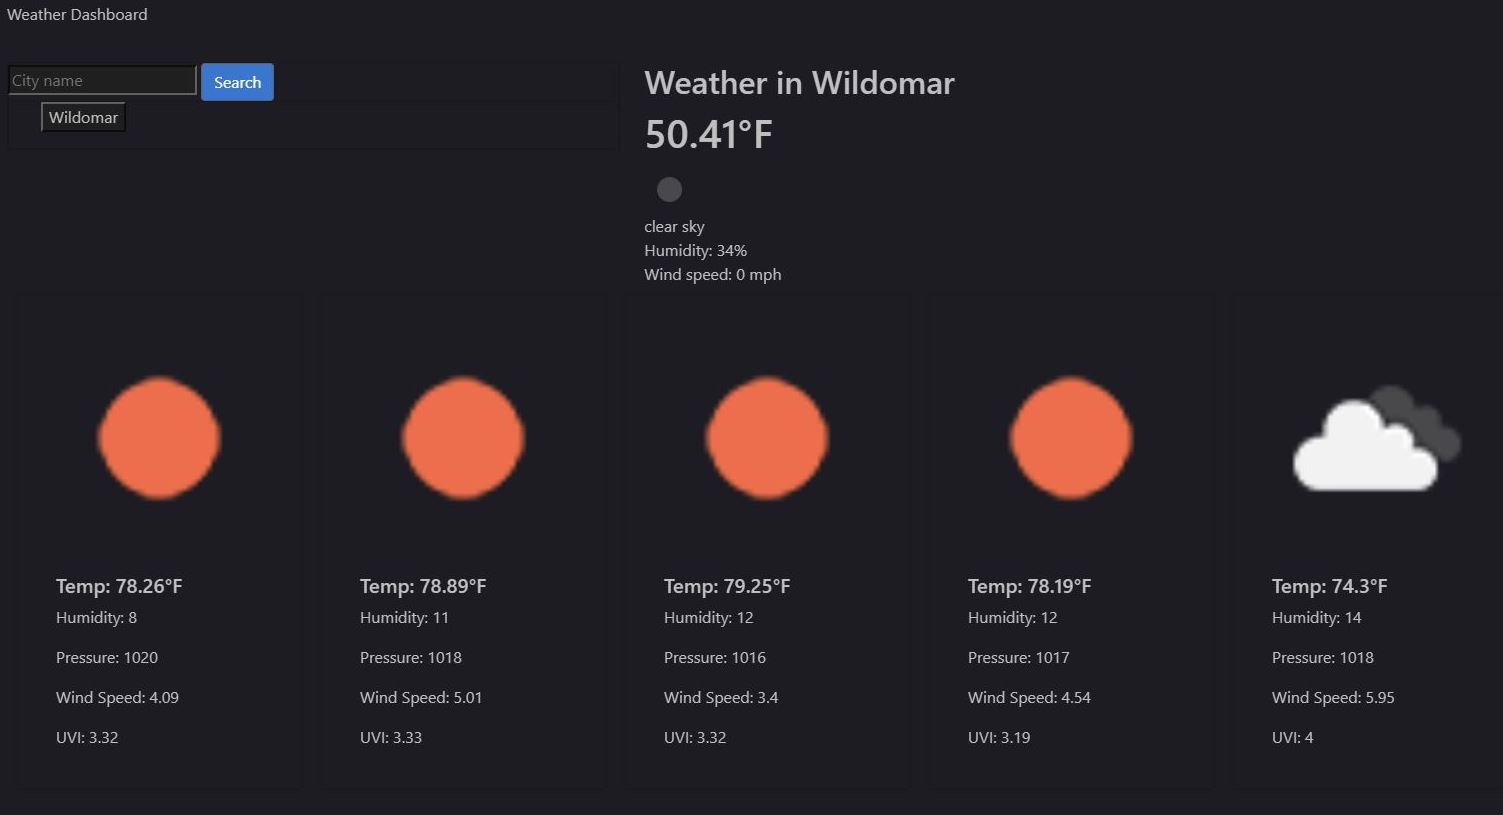 Weather Dashboard
City name
Search
Wildomar
Weather in Wildomar
50.41°F
clear sky
Humidity: 34%
Wind speed: 0 mph
Temp: 78.26°F
Humidity: 8
Pressure: 1020
Wind Speed: 4.09
UVI: 3.32
Temp: 78.89°F
Humidity: 11
Pressure: 1018
Wind Speed: 5.01
UVI: 3.33
Temp: 79.25°F
Humidity: 12
Pressure: 1016
Wind Speed: 3.4
UVI: 3.32
Temp: 78.19°F
Humidity: 12
Pressure: 1017
Wind Speed: 4.54
UVI: 3.19
Temp: 74.3°F
Humidity: 14
Pressure: 1018
Wind Speed: 5.95
UVI: 4